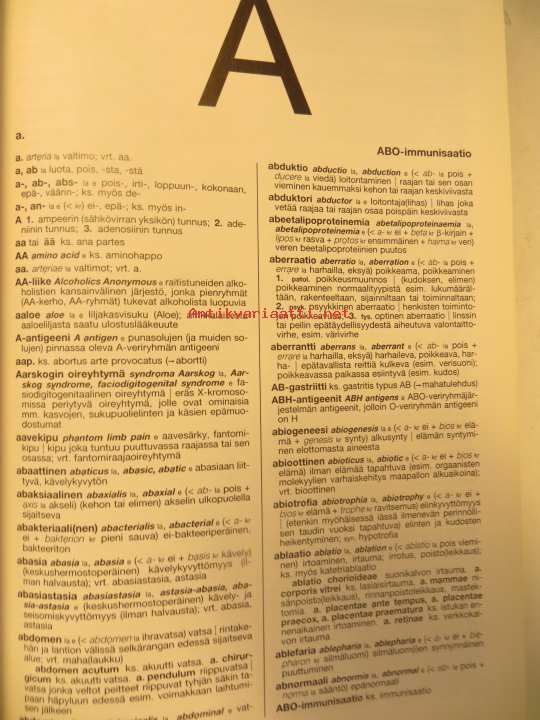 A
a.
ABO-immunisaatio
a. arteria la valtimo; vrt. aa.
a, ab la luota, pois, -sta, -stä
a-, ab-, abs- la e pois-, irti-, loppuun-, kokonaan,
epä-, väärin-; ks. myös de-
a-, an- la e (< kr) ei-, epä-; ks. myös in-
A 1. ampeerin (sähkövirran yksikön) tunnus; 2. ade-
niinin tunnus; 3. adenosiinin tunnus
aa tai ää ks. ana partes
AA amino acid e ks. aminohappo
aa. arteriae la valtimot; vrt. a.
AA-liike Alcoholics Anonymous e raitistuneiden alko-
holistien kansainvälinen järjestö, jonka pienryhmät
(AA-kerho, AA-ryhmät) tukevat alkoholista luopuvia
aaloe aloe la e liljakasvisuku (Aloe);
aaloeliljasta saatu ulostuslääkeuute
A-antigeeni A antigen e punasolujen (ja muiden so-
lujen) pinnassa oleva A-veriryhmän antigeeni
aap. ks. abortus arte provocatus (→abortti)
Aarskogin oireyhtymä syndroma Aarskog la, Aar-
skog syndrome, faciodigitogenital syndrome e fa-
siodigitogenitaalinen oireyhtymä | eräs X-kromoso-
missa periytyvä oireyhtymä, jolle ovat ominaisia
mm. kasvojen, sukupuolielinten ja käsien epämuo-
dostumat
aavekipu phantom limb pain e aavesärky, fantomi-
kipu | kipu joka tuntuu puuttuvassa raajassa tai sen
osassa; vrt. fantomiraajaoireyhtymä
abaattinen abaticus la, abasic, abatic e abasiaan liit-
tyvä, kävelykyvytön
abaksiaalinen abaxialis la, abaxial e (< ab- la pois +
axis la akseli) (kehon tai elimen) akselin ulkopuolella
sijaitseva
abakteriaali(nen) abacterialis la, abacterial e (< a- kr
ei + bakterion kr pieni sauva) ei-bakteeriperäinen,
bakteeriton
abasia abasia la, abasia e (< a- kr ei + basis kr kävely)
(keskushermostoperäinen) kävelykyvyttömyys (il-
man halvausta); vrt. abasiastasia, astasia
abasiastasia abasiastasia la, astasia-abasia, aba-
sia-astasia e (keskushermostoperäinen) kävely- ja
seisomiskyvyttömyys (ilman halvausta); vrt. abasia,
astasia
abdomen la e (< abdomen la ihravatsa) vatsa | rintake-
hän ja lantion välissä selkärangan edessä sijaitseva
alue; vrt. maha(laukku)
abdomen acutum ks. akuutti vatsa. a. chirur-
gicum ks. akuutti vatsa. a. pendulum riippuvatsa |
vatsa jonka veltot peitteet riippuvat tyhjän säkin ta-
vaan häpyluun edessä esim. voimakkaan laihtumi-
sen jälkeen
abdominal e vat-
abduktio abductio la, abduction e (< ab- la pois +
ducere la viedä) loitontaminen | raajan tai sen osan
vieminen kauemmaksi kehon tai raajan keskiviivasta
abduktori abductor la e loitontaja(lihas) | lihas joka
vetää raajaa tai raajan osaa poispäin keskiviivasta
abeetalipoproteinemia abetalipoproteinaemia la,
abetalipoproteinemia e (< a- kr ei + beta kr β-kirjain +
lipos kr rasva + protos kr ensimmäinen + haima kr veri)
veren beetalipoproteiinien puutos
aberraatio aberratio la, aberration e (< ab- la pois +
errare la harhailla, eksyä) poikkeama, poikkeaminen
1. patol. poikkeusmuunnos | (kudoksen, elimen)
poikkeaminen normaalityypistä esim. lukumääräl-
tään, rakenteeltaan, sijainniltaan tai toiminnaltaan;
2. psyk. psyykkinen aberraatio | henkisten toiminto-
3. fys. optinen aberraatio | linssin
tai peilin epätäydellisyydestä aiheutuva valontaitto-
virhe, esim. värivirhe
aberrantti aberrans la, aberrant e (< ab- la pois +
errare la harhailla, eksyä) harhaileva, poikkeava, har-
ha- | epätavallista reittiä kulkeva (esim. verisuoni);
poikkeavassa paikassa esiintyvä (esim. kudos)
AB-gastriitti ks. gastritis typus AB (→mahatulehdus)
ABH-antigeenit ABH antigens e ABO-veriryhmäjär-
jestelmän antigeenit, jolloin O-veriryhmän antigeeni
on H
abiogeneesi abiogenesis la e (< a- kr ei + bios kr elä-
mä + genesis kr synty) alkusynty | elämän syntymi-
nen elottomasta aineesta
abioottinen abioticus la, abiotic e (< a- kr ei + bios kr
elämä) ilman elämää tapahtuva (esim. orgaanisten
molekyylien varhaiskehitys maapallon alkuaikoina);
vrt. bioottinen
abiotrofia abiotrophia la, abiotrophy e (< a- kr ei +
bios kr elämä + trophe kr ravitsemus) elinkyvyttömyys
| (etenkin myöhäisessä iässä ilmenevän perinnölli-
sen taudin vuoksi tapahtuva) elinten ja kudosten
heikentyminen; syn. hypotrofia
ablaatio ablatio la, ablation e (< ablatio la pois viemi-
nen) irtoaminen, irtauma; irrotus, poisto(leikkaus);
ks. myös katetriablaatio
ablatio chorioideae suonikalvon irtauma. a.
corporis vitrei ks. lasiaisirtauma. a. mammae ni-
sänpoisto(leikkaus), rinnanpoistoleikkaus, mastek-
tomia. a. placentae ante tempus, a. placentae
praecox, a. placentae praematura ks. istukan en-
nenaikainen irtoaminen. a. retinae ks. verkkokal-
von irtauma
ablefaria ablepharia la, ablepharia e (< a- kr ei + ble-
pharon kr silmäluomi) silmäluomi(j)en synnynnäinen
puuttuminen
abnormaali abnormis la, abnormal e (< ab- la pois +
norma la sääntö) epänormaali
ABO-immunisaatio ks. immunisaatio
Antikvariaatti.net